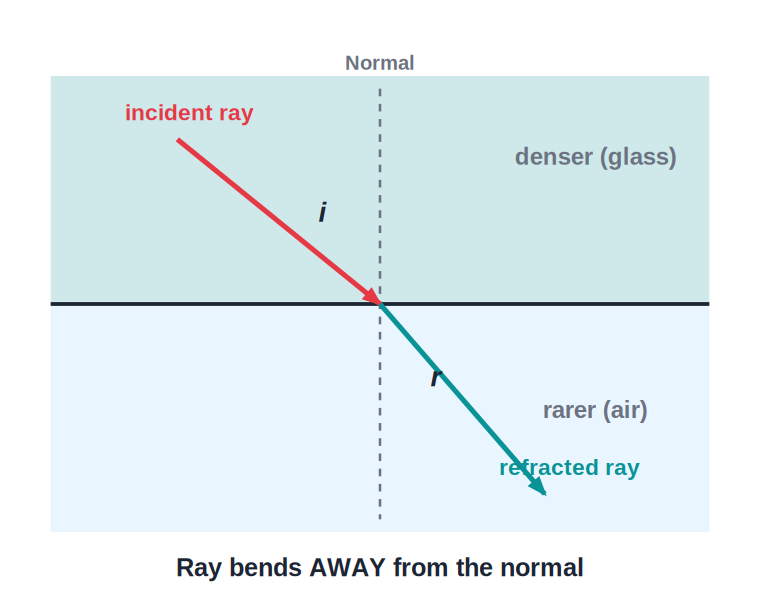 Normal
incident ray
denser (glass)
i
r
rarer (air)
refracted ray
Ray bends AWAY from the normal